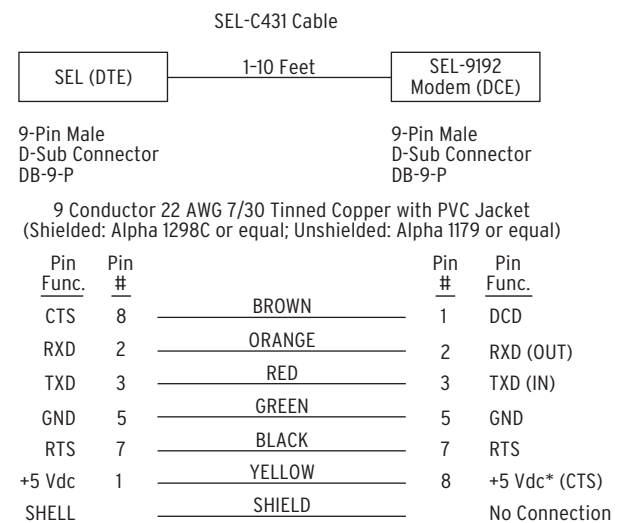 SEL-C431 Cable
SEL (DTE) 1-10 Feet SEL-9192 Modem (DCE)
9-Pin Male 9-Pin Male
D-Sub Connector D-Sub Connector
DB-9-P DB-9-P
9 Conductor 22 AWG 7/30 Tinned Copper with PVC Jacket
(Shielded: Alpha 1298C or equal; Unshielded: Alpha 1179 or equal)
Pin Pin Pin Pin
Func. # # Func.
CTS 8 BROWN 1 DCD
RXD 2 ORANGE 2 RXD (OUT)
TXD 3 RED 3 TXD (IN)
GND 5 GREEN 5 GND
RTS 7 BLACK 7 RTS
+5 Vdc 1 YELLOW 8 +5 Vdc* (CTS)
SHELL SHIELD No Connection